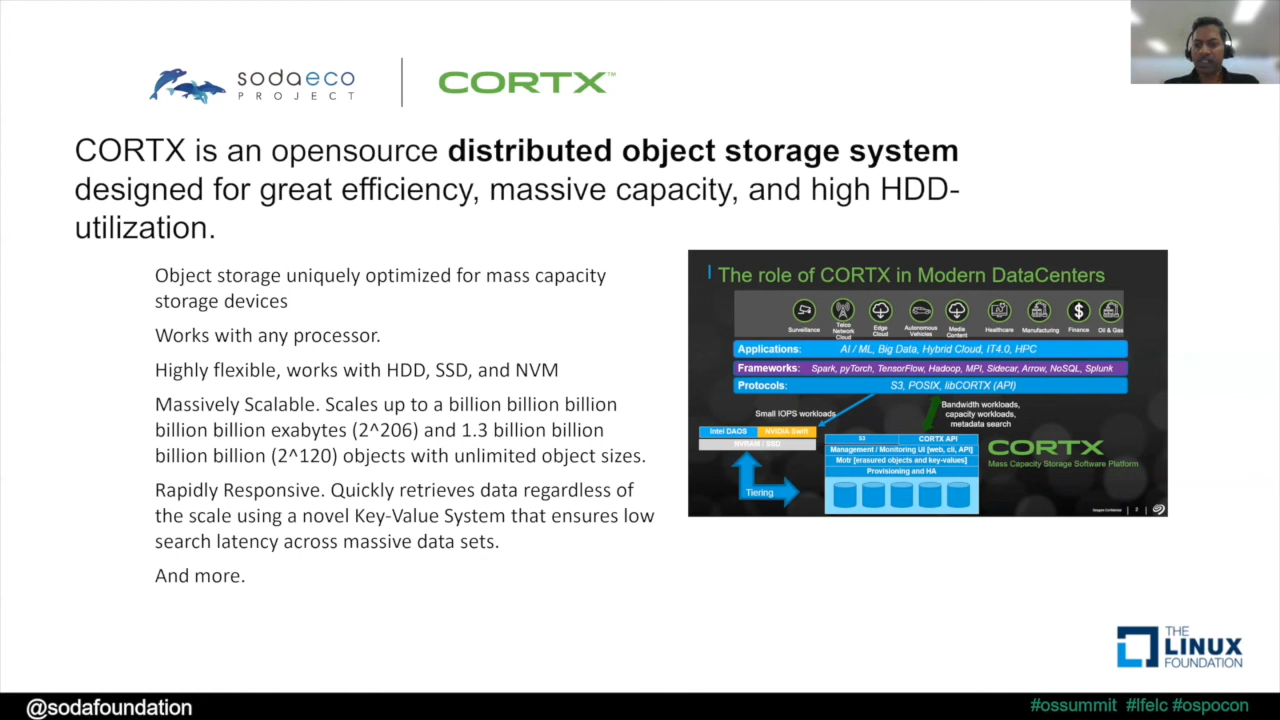 sodaeco
PROJECT
CORTX™
CORTX is an opensource distributed object storage system
designed for great efficiency, massive capacity, and high HDD-
utilization.
Object storage uniquely optimized for mass capacity
storage devices
Works with any processor.
Highly flexible, works with HDD, SSD, and NVM
Massively Scalable. Scales up to a billion billion billion
billion billion exabytes (2^206) and 1.3 billion billion
billion billion (2^120) objects with unlimited object sizes.
Rapidly Responsive. Quickly retrieves data regardless of
the scale using a novel Key-Value System that ensures low
search latency across massive data sets.
And more.
The role of CORTX in Modern DataCenters
Surveillance
Telco
Network
Cloud
Edge
Cloud
Autonomous
Vehicles
Media
Content
Healthcare
Manufacturing
Finance
Oil & Gas
Applications: AI / ML, Big Data, Hybrid Cloud, IT4.0, HPC
Frameworks: Spark, pyTorch, TensorFlow, Hadoop, MPI, Sidecar, Arrow, NoSQL, Splunk
Protocols: S3, POSIX, libCORTX (API)
Small IOPS workloads
Bandwidth workloads,
capacity workloads,
metadata search
Intel DAOS NVIDIA Swift
NVRAM / SSD
Tiering
S3 CORTX API
Management / Monitoring UI [web, cli, API]
Motr [erasured objects and key-values]
Provisioning and HA
CORTX
Mass Capacity Storage Software Platform
Seagate Confidential | 2
THE
LINUX
FOUNDATION
@sodafoundation
#ossummit #lfelc #ospocon